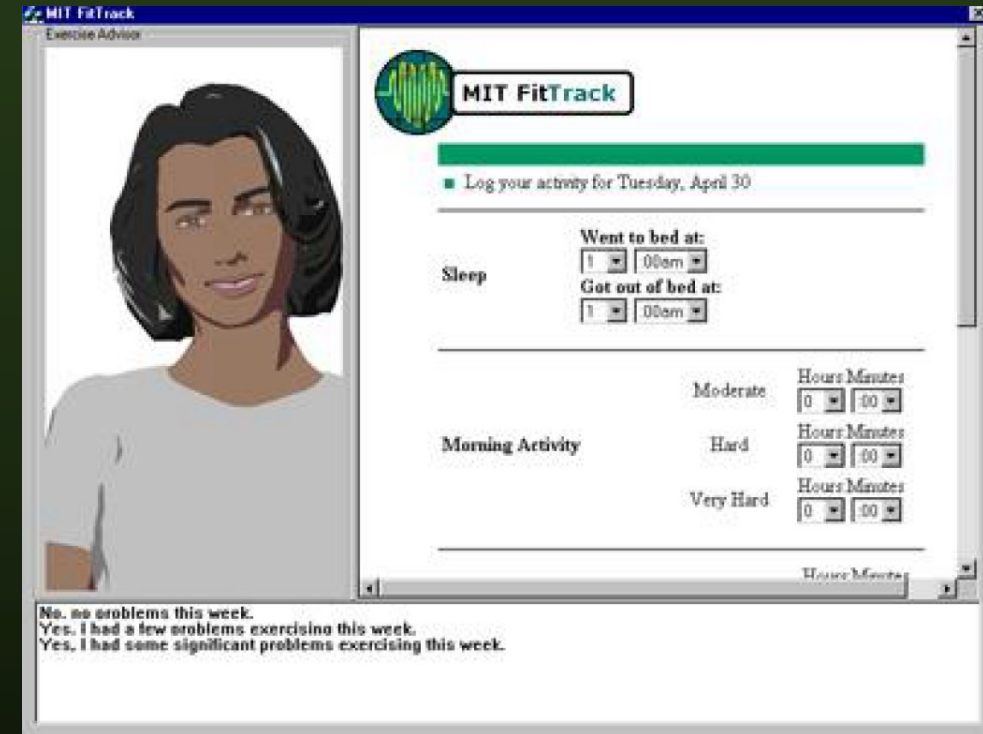 MIT FitTrack
Exercise Advisor
MIT FitTrack
Log your activity for Tuesday, April 30
Sleep
Went to bed at:
1 :00am
Got out of bed at:
1 :00am
Morning Activity
Moderate
Hours Minutes
0 :00
Hard
Hours Minutes
0 :00
Very Hard
Hours Minutes
0 :00
Hours Minutes
No, no problems this week.
Yes, I had a few problems exercising this week.
Yes, I had some significant problems exercising this week.